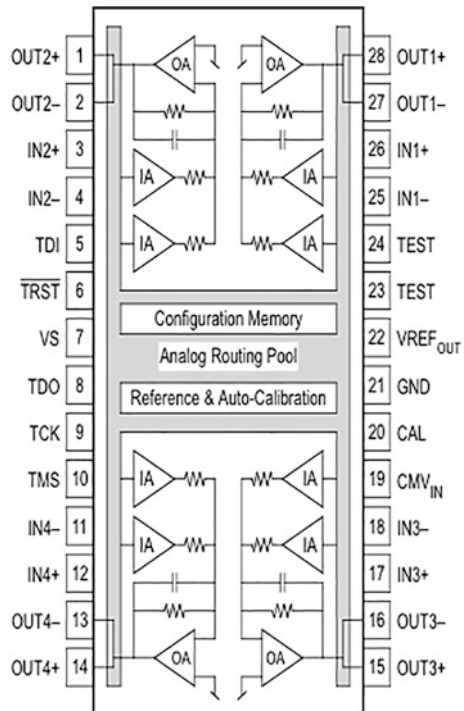 OUT2+ 1 OA OA 28 OUT1+
OUT2– 2 27 OUT1–
IN2+ 3 26 IN1+
IN2– 4 IA IA 25 IN1–
TDI 5 IA IA 24 TEST
TRST 6 23 TEST
Configuration Memory
VS 7 22 VREFOUT
Analog Routing Pool
TDO 8 21 GND
Reference & Auto-Calibration
TCK 9 20 CAL
TMS 10 IA IA 19 CMVIN
IN4– 11 IA IA 18 IN3–
IN4+ 12 17 IN3+
OUT4– 13 16 OUT3–
OUT4+ 14 OA OA 15 OUT3+